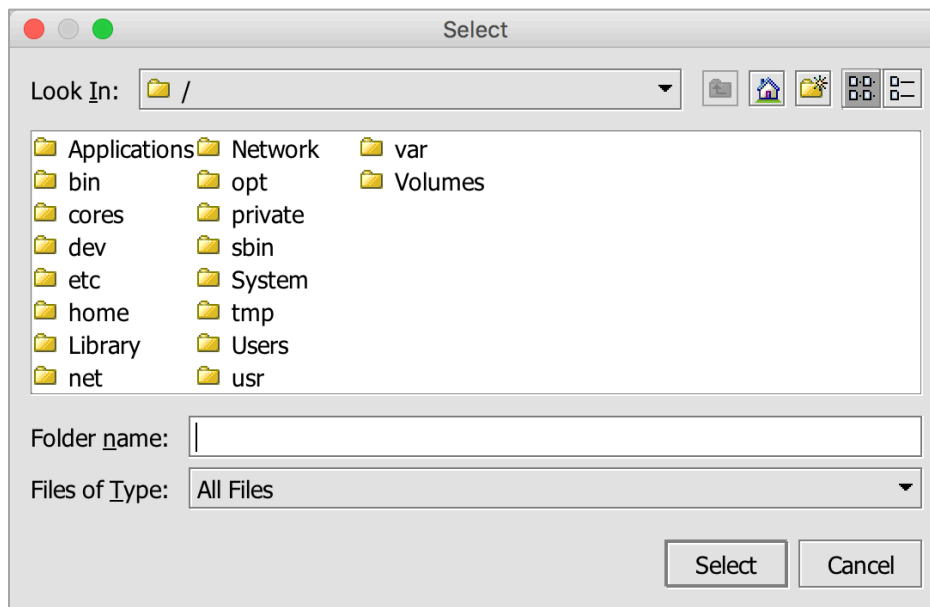 Select
Look In: /
Applications Network var
bin opt Volumes
cores private
dev sbin
etc System
home tmp
Library Users
net usr
Folder name:
Files of Type: All Files
Select Cancel